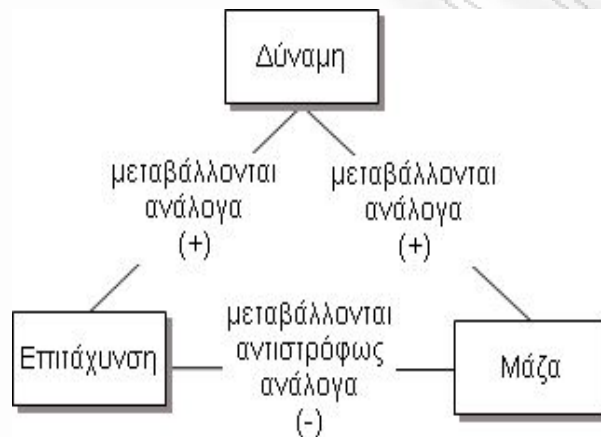 Δύναμη
μεταβάλλονται
ανάλογα
(+)
μεταβάλλονται
ανάλογα
(+)
Επιτάχυνση
μεταβάλλονται
αντιστρόφως
ανάλογα
(-)
Μάζα